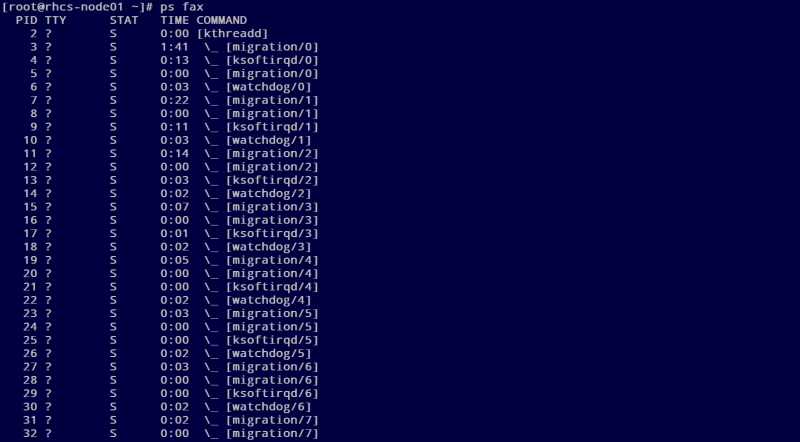 [root@rhcs-node01 ~]# ps fax
  PID TTY      STAT   TIME COMMAND
    2 ?        S      0:00 [kthreadd]
    3 ?        S      1:41  \_ [migration/0]
    4 ?        S      0:13  \_ [ksoftirqd/0]
    5 ?        S      0:00  \_ [migration/0]
    6 ?        S      0:03  \_ [watchdog/0]
    7 ?        S      0:22  \_ [migration/1]
    8 ?        S      0:00  \_ [migration/1]
    9 ?        S      0:11  \_ [ksoftirqd/1]
   10 ?        S      0:03  \_ [watchdog/1]
   11 ?        S      0:14  \_ [migration/2]
   12 ?        S      0:00  \_ [migration/2]
   13 ?        S      0:03  \_ [ksoftirqd/2]
   14 ?        S      0:02  \_ [watchdog/2]
   15 ?        S      0:07  \_ [migration/3]
   16 ?        S      0:00  \_ [migration/3]
   17 ?        S      0:01  \_ [ksoftirqd/3]
   18 ?        S      0:02  \_ [watchdog/3]
   19 ?        S      0:05  \_ [migration/4]
   20 ?        S      0:00  \_ [migration/4]
   21 ?        S      0:00  \_ [ksoftirqd/4]
   22 ?        S      0:02  \_ [watchdog/4]
   23 ?        S      0:03  \_ [migration/5]
   24 ?        S      0:00  \_ [migration/5]
   25 ?        S      0:00  \_ [ksoftirqd/5]
   26 ?        S      0:02  \_ [watchdog/5]
   27 ?        S      0:03  \_ [migration/6]
   28 ?        S      0:00  \_ [migration/6]
   29 ?        S      0:00  \_ [ksoftirqd/6]
   30 ?        S      0:02  \_ [watchdog/6]
   31 ?        S      0:02  \_ [migration/7]
   32 ?        S      0:00  \_ [migration/7]